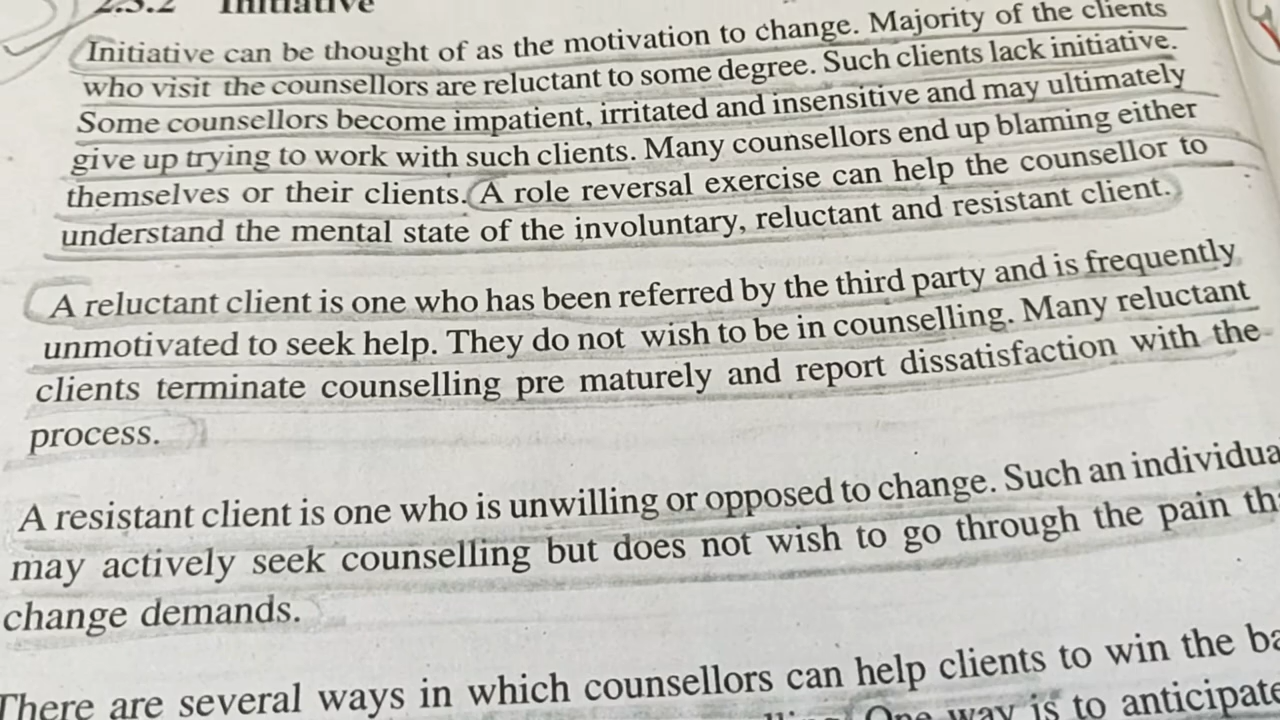 2.3.2 Initiative
Initiative can be thought of as the motivation to change. Majority of the clients
who visit the counsellors are reluctant to some degree. Such clients lack initiative.
Some counsellors become impatient, irritated and insensitive and may ultimately
give up trying to work with such clients. Many counsellors end up blaming either
themselves or their clients. A role reversal exercise can help the counsellor to
understand the mental state of the involuntary, reluctant and resistant client.
A reluctant client is one who has been referred by the third party and is frequently
unmotivated to seek help. They do not wish to be in counselling. Many reluctant
clients terminate counselling pre maturely and report dissatisfaction with the
process.
A resistant client is one who is unwilling or opposed to change. Such an individua
may actively seek counselling but does not wish to go through the pain th
change demands.
There are several ways in which counsellors can help clients to win the ba
One way is to anticipate